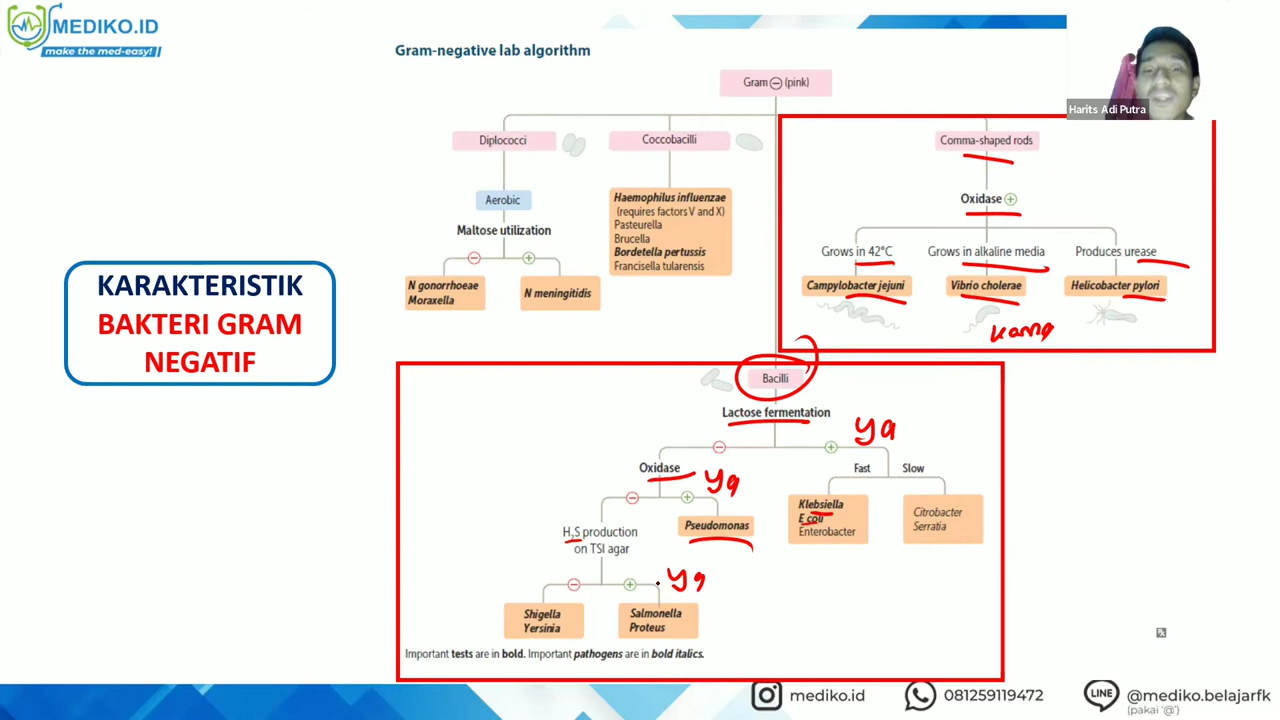 MEDIKO.ID
make the med-easy!
Gram-negative lab algorithm
Harits Adi Putra
KARAKTERISTIK
BAKTERI GRAM
NEGATIF
Gram ⊖ (pink)
Diplococci
Coccobacilli
Comma-shaped rods
Aerobic
Maltose utilization
⊖ ⊕
N gonorrhoeae
Moraxella
N meningitidis
Haemophilus influenzae
(requires factors V and X)
Pasteurella
Brucella
Bordetella pertussis
Francisella tularensis
Oxidase ⊕
Grows in 42°C
Grows in alkaline media
Produces urease
Campylobacter jejuni
Vibrio cholerae
Helicobacter pylori
Bacilli
Lactose fermentation
⊖ ⊕
ya
Oxidase
ya
Fast
Slow
⊖ ⊕
Klebsiella
E coli
Enterobacter
Citrobacter
Serratia
Pseudomonas
H₂S production
on TSI agar
⊖ ⊕
ya
Shigella
Yersinia
Salmonella
Proteus
Important tests are in bold. Important pathogens are in bold italics.
mediko.id
081259119472
LINE
@mediko.belajarfk
(pakai '@')